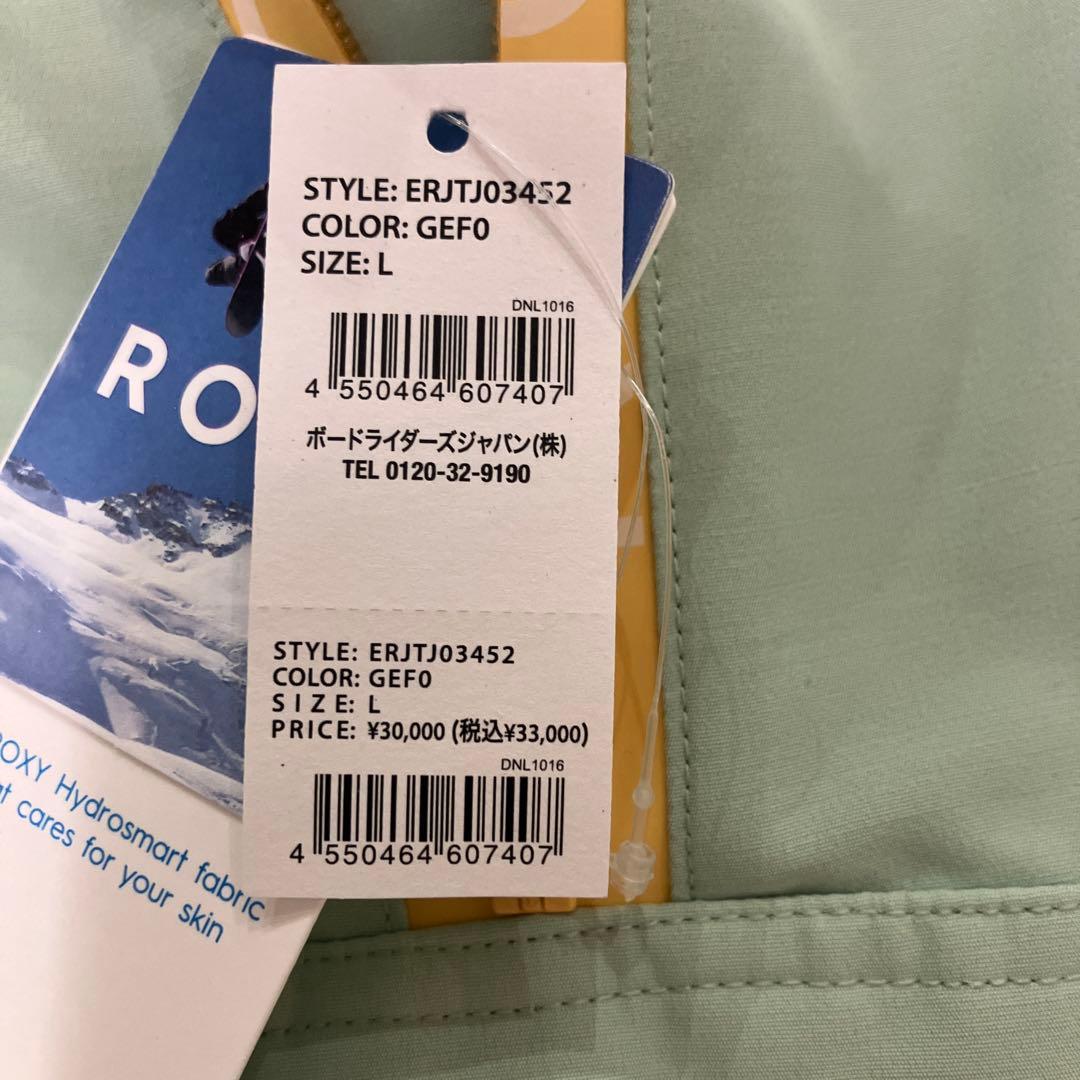 STYLE: ERJTJ03452
COLOR: GEF0
SIZE: L
DNL1016
4 550464 607407
ボードライダーズジャパン(株)
TEL 0120-32-9190
STYLE: ERJTJ03452
COLOR: GEF0
SIZE: L
PRICE: ¥30,000 (税込¥33,000)
DNL1016
4 550464 607407
RO
ROXY Hydrosmart fabric
cares for your skin